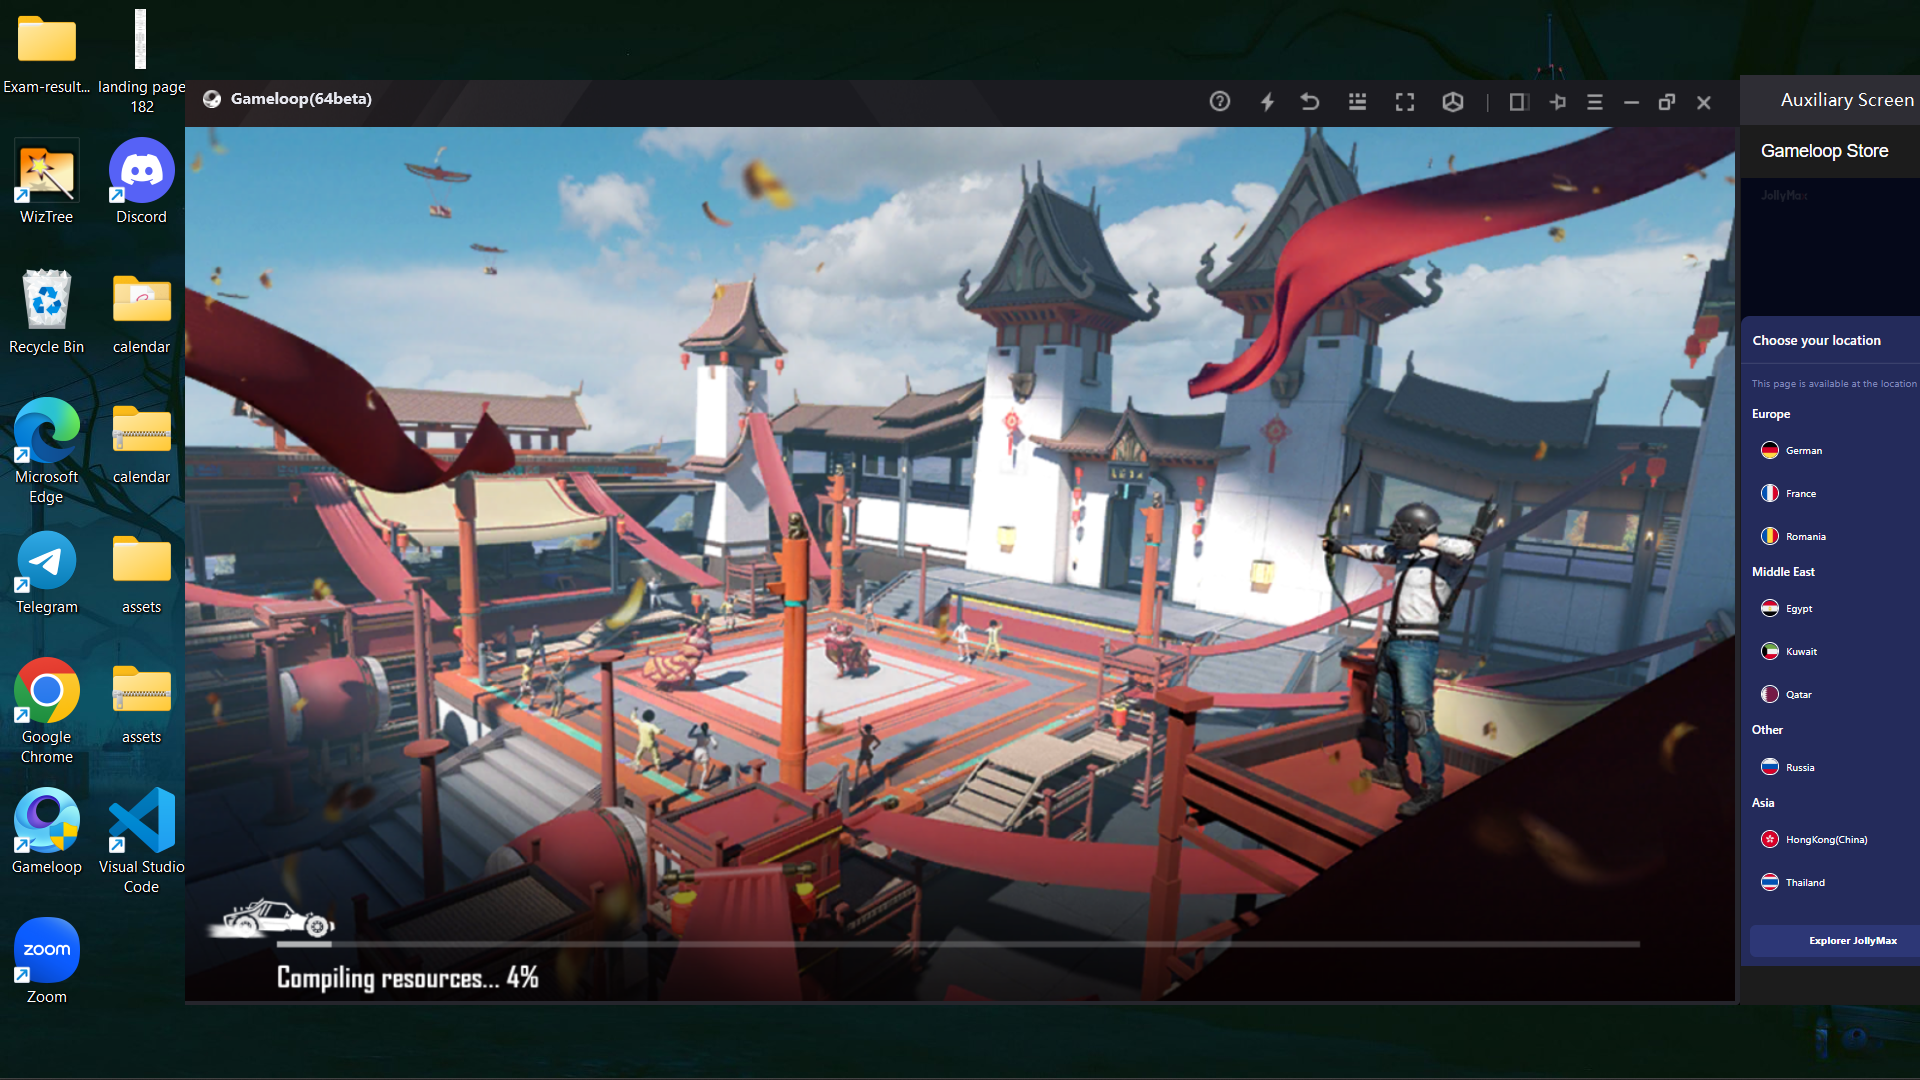 Exam-result...
landing page
182
WizTree
Discord
Recycle Bin
calendar
Microsoft
Edge
calendar
Telegram
assets
Google
Chrome
assets
Gameloop
Visual Studio
Code
zoom
Zoom
Gameloop(64beta)
Compiling resources... 4%
Auxiliary Screen
Gameloop Store
JollyMax
Choose your location
This page is available at the location
Europe
German
France
Romania
Middle East
Egypt
Kuwait
Qatar
Other
Russia
Asia
HongKong(China)
Thailand
Explorer JollyMax